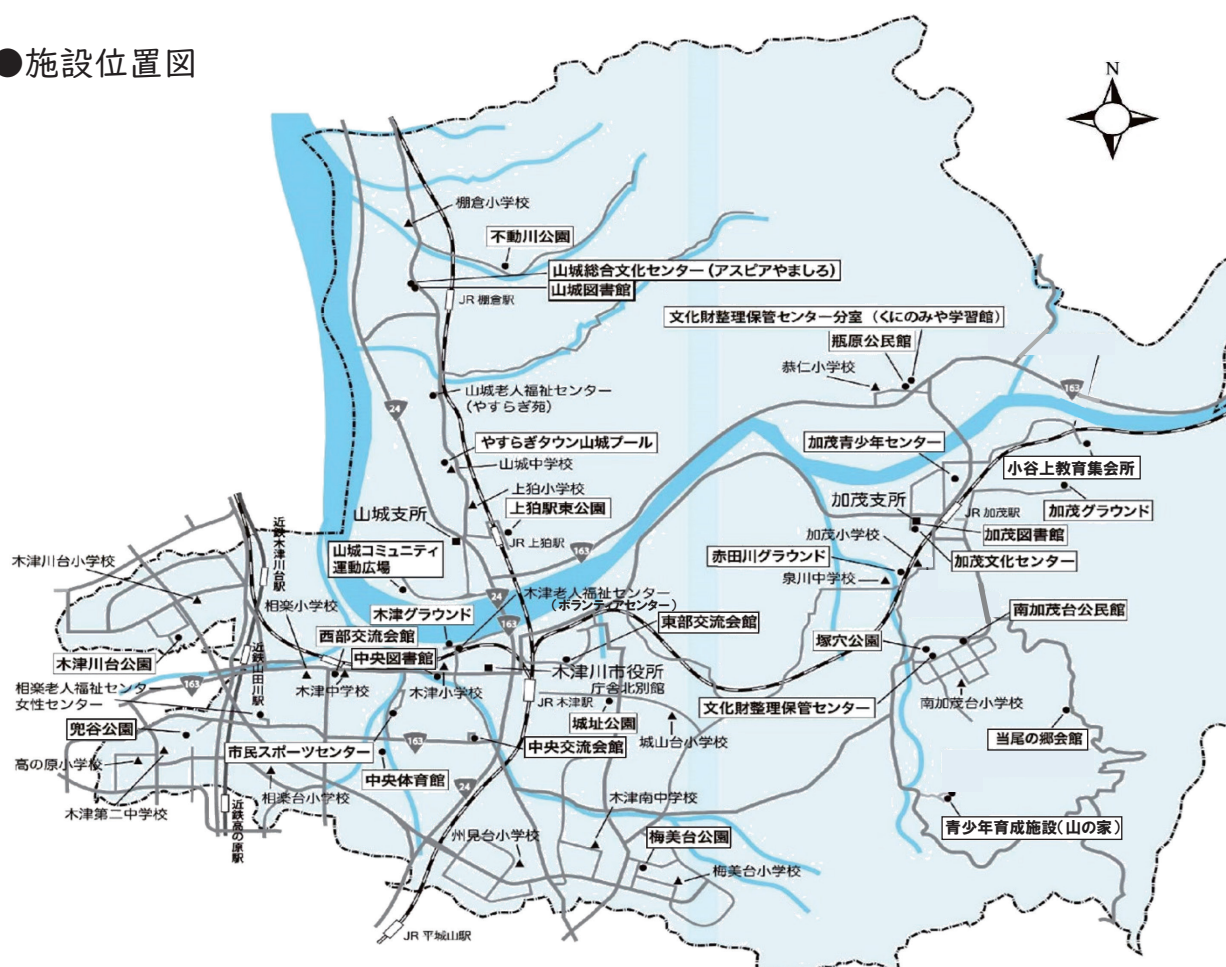 ●施設位置図
N
棚倉小学校
不動川公園
山城総合文化センター(アスピアやましろ)
山城図書館
JR 棚倉駅
文化財整理保管センター分室 (くにのみや学習館)
瓶原公民館
恭仁小学校
163
山城老人福祉センター
(やすらぎ苑)
24
やすらぎタウン山城プール
山城中学校
加茂青少年センター
小谷上教育集会所
上狛小学校
加茂支所
加茂グラウンド
山城支所
上狛駅東公園
JR 上狛駅
JR 加茂駅
加茂図書館
近鉄木津川台駅
木津川台小学校
山城コミュニティ
運動広場
163
加茂小学校
赤田川グラウンド
加茂文化センター
泉川中学校
24
木津老人福祉センター
(ボランティアセンター)
相楽小学校
木津グラウンド
163
東部交流会館
南加茂台公民館
西部交流会館
塚穴公園
中央図書館
木津川台公園
近鉄山田川駅
163
木津中学校
木津小学校
木津川市役所
庁舎北別館
JR 木津駅
相楽老人福祉センター
女性センター
文化財整理保管センター
南加茂台小学校
兜谷公園
市民スポーツセンター
163
中央交流会館
城址公園
城山台小学校
当尾の郷会館
高の原小学校
中央体育館
24
相楽台小学校
木津南中学校
木津第二中学校
近鉄高の原駅
州見台小学校
梅美台公園
青少年育成施設(山の家)
梅美台小学校
JR 平城山駅